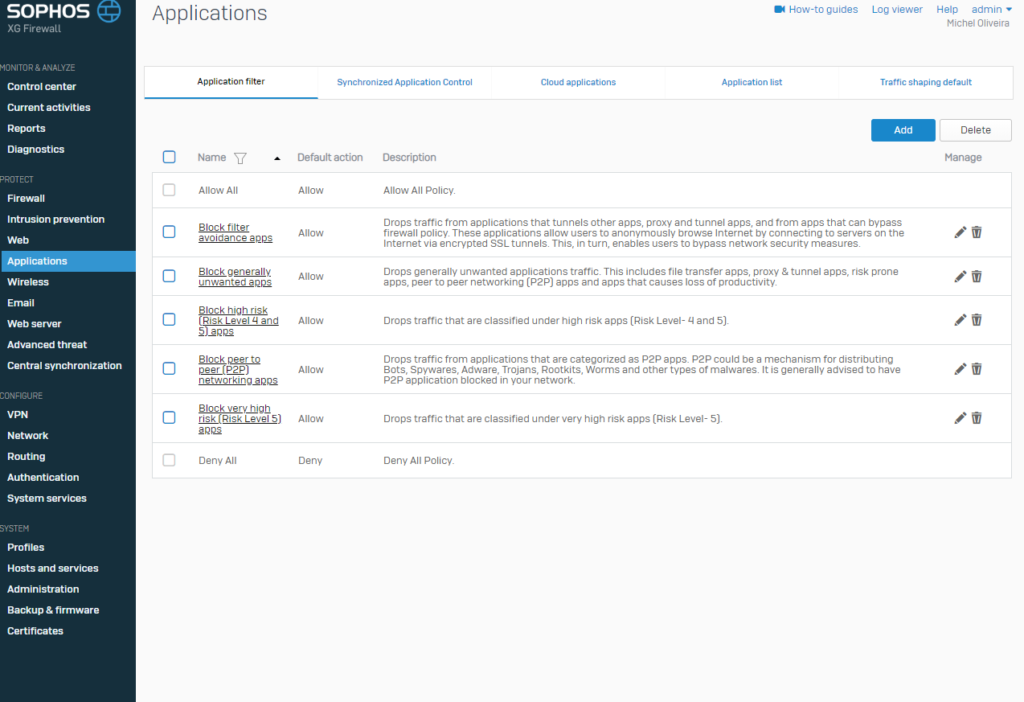 SOPHOS
XG Firewall
MONITOR & ANALYZE
Control center
Current activities
Reports
Diagnostics
PROTECT
Firewall
Intrusion prevention
Web
Applications
Wireless
Email
Web server
Advanced threat
Central synchronization
CONFIGURE
VPN
Network
Routing
Authentication
System services
SYSTEM
Profiles
Hosts and services
Administration
Backup & firmware
Certificates
Applications
How-to guides Log viewer Help admin
Michel Oliveira
Application filter Synchronized Application Control Cloud applications Application list Traffic shaping default
Add Delete
Name Default action Description Manage
Allow All Allow Allow All Policy.
Block filter
avoidance apps
Allow
Drops traffic from applications that tunnels other apps, proxy and tunnel apps, and from apps that can bypass
firewall policy. These applications allow users to anonymously browse Internet by connecting to servers on the
Internet via encrypted SSL tunnels. This, in turn, enables users to bypass network security measures.
Block generally
unwanted apps
Allow
Drops generally unwanted applications traffic. This includes file transfer apps, proxy & tunnel apps, risk prone
apps, peer to peer networking (P2P) apps and apps that causes loss of productivity.
Block high risk
(Risk Level 4 and
5) apps
Allow
Drops traffic that are classified under high risk apps (Risk Level- 4 and 5).
Block peer to
peer (P2P)
networking apps
Allow
Drops traffic from applications that are categorized as P2P apps. P2P could be a mechanism for distributing
Bots, Spywares, Adware, Trojans, Rootkits, Worms and other types of malwares. It is generally advised to have
P2P application blocked in your network.
Block very high
risk (Risk Level 5)
apps
Allow
Drops traffic that are classified under very high risk apps (Risk Level- 5).
Deny All Deny Deny All Policy.